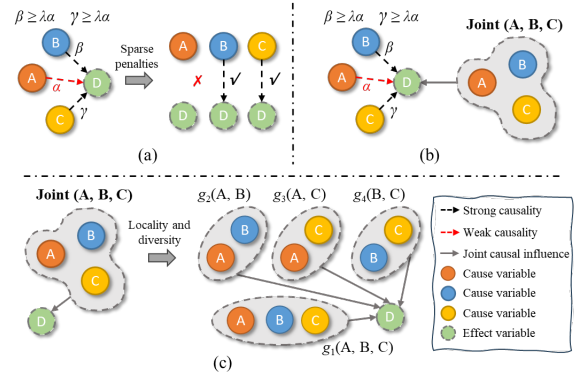 β ≥ λα γ ≥ λα
B
β
A
α
D
C
γ
Sparse
penalties
A B C
✗ ✓ ✓
D D D
(a)
β ≥ λα γ ≥ λα
Joint (A, B, C)
B
β
A
α
D
C
γ
B
A
C
(b)
Joint (A, B, C)
B
A
C
D
Locality and
diversity
g2(A, B) g3(A, C) g4(B, C)
B C C
A A B
D
A B C
g1(A, B, C)
(c)
Strong causality
Weak causality
Joint causal influence
A Cause variable
B Cause variable
C Cause variable
D Effect variable